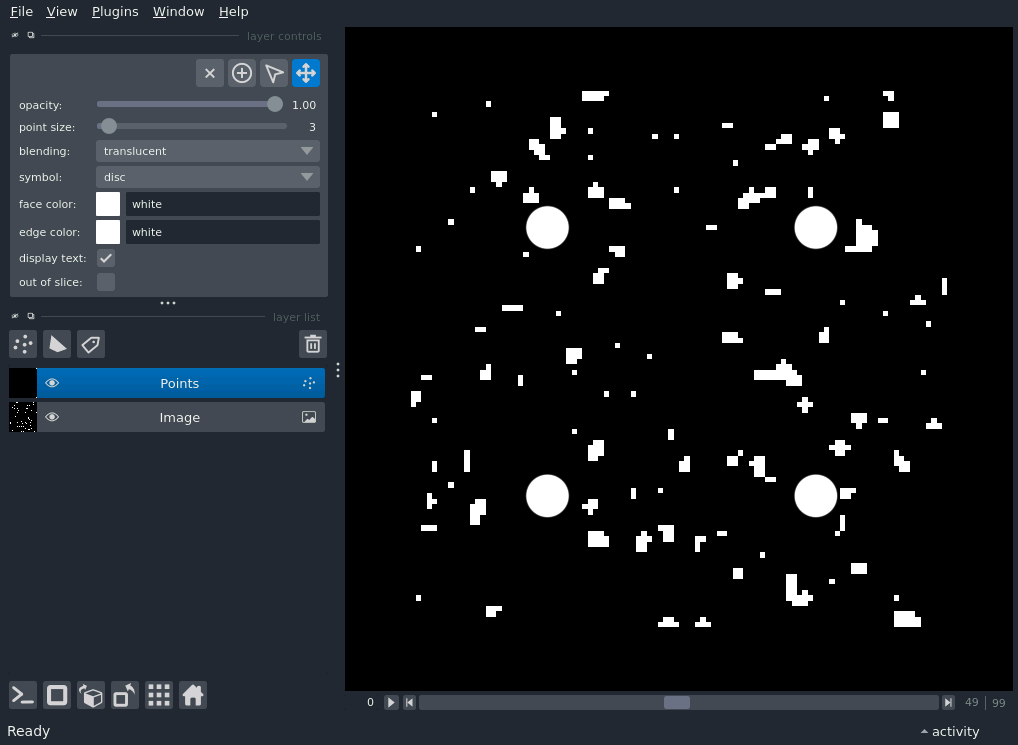 File View Plugins Window Help
layer controls
opacity: 1.00
point size: 3
blending: translucent
symbol: disc
face color: white
edge color: white
display text:
out of slice:
layer list
Points
Image
0 49 99
Ready activity